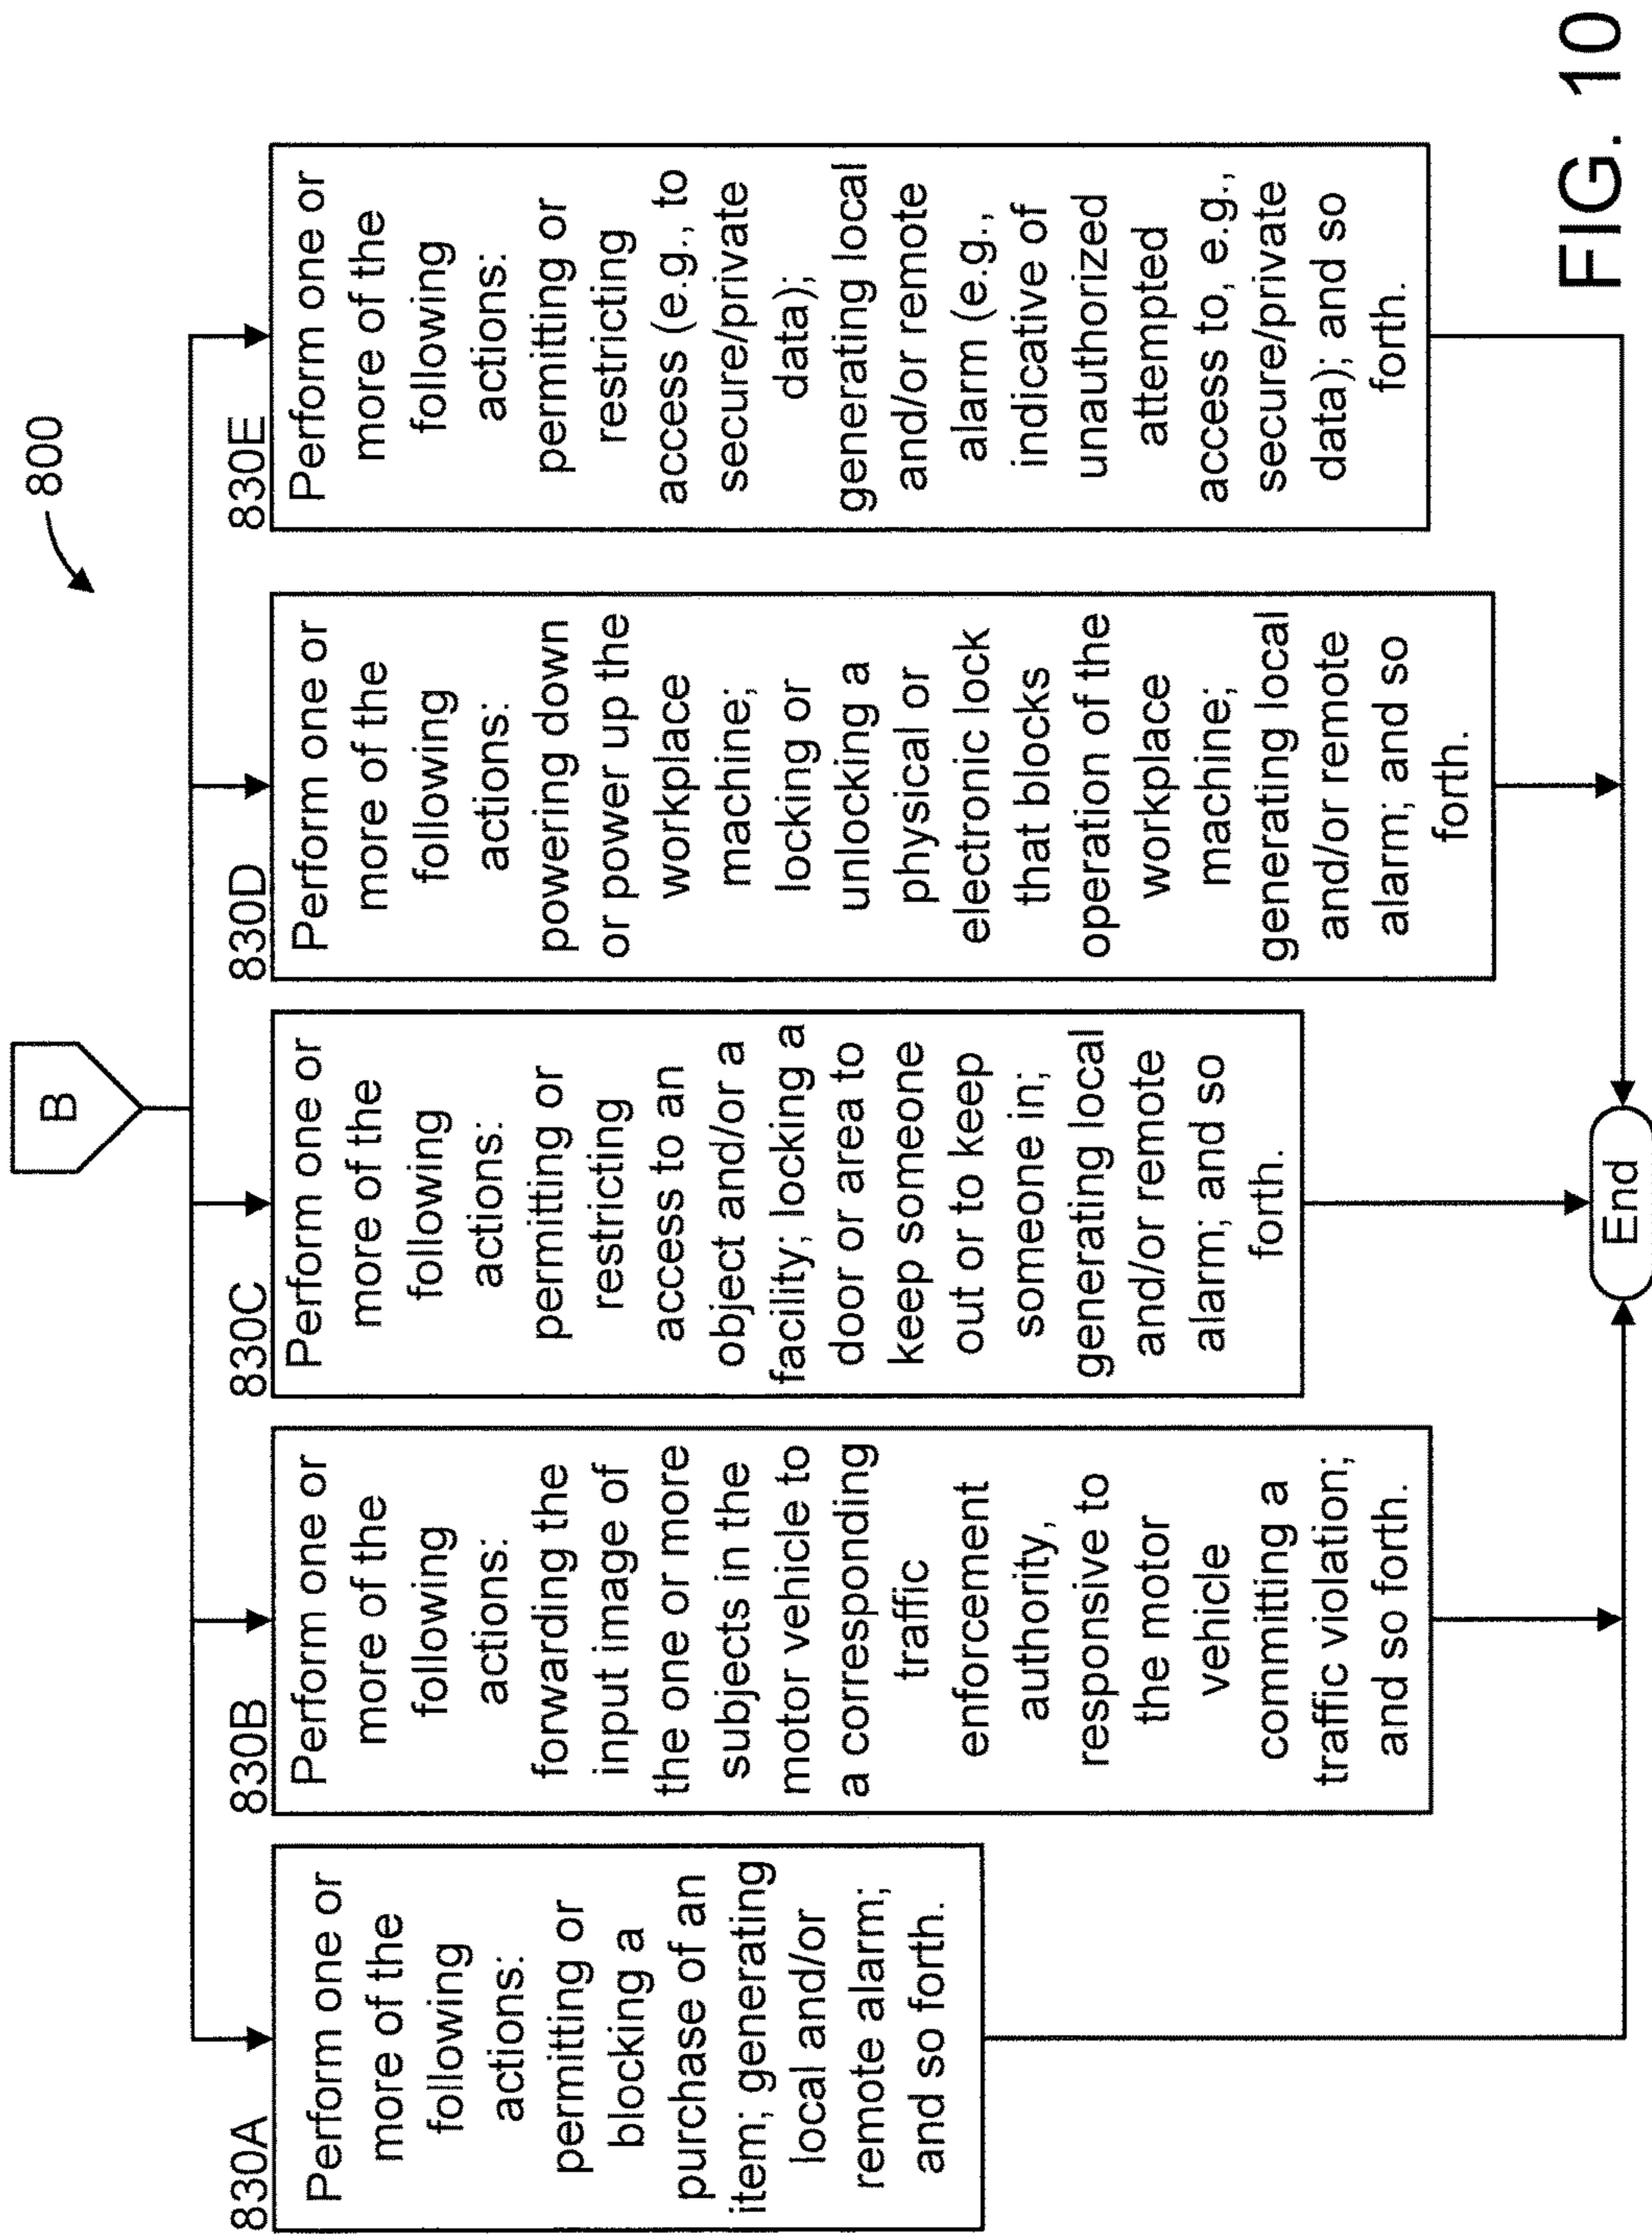 800
B
830A
Perform one or
more of the
following
actions:
permitting or
blocking a
purchase of an
item; generating
local and/or
remote alarm;
and so forth.
830B
Perform one or
more of the
following
actions:
forwarding the
input image of
the one or more
subjects in the
motor vehicle to
a corresponding
traffic
enforcement
authority,
responsive to
the motor
vehicle
committing a
traffic violation;
and so forth.
830C
Perform one or
more of the
following
actions:
permitting or
restricting
access to an
object and/or a
facility; locking a
door or area to
keep someone
out or to keep
someone in;
generating local
and/or remote
alarm; and so
forth.
830D
Perform one or
more of the
following
actions:
powering down
or power up the
workplace
machine;
locking or
unlocking a
physical or
electronic lock
that blocks
operation of the
workplace
machine;
generating local
and/or remote
alarm; and so
forth.
830E
Perform one or
more of the
following
actions:
permitting or
restricting
access (e.g., to
secure/private
data);
generating local
and/or remote
alarm (e.g.,
indicative of
unauthorized
attempted
access to, e.g.,
secure/private
data); and so
forth.
End
FIG. 10